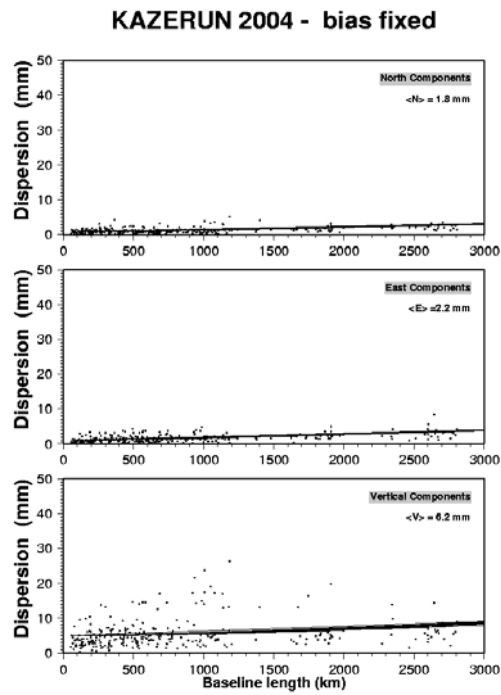 KAZERUN 2004 - bias fixed
Dispersion (mm)
50
40
30
20
10
0
North Components
<N> = 1.8 mm
0 500 1000 1500 2000 2500 3000
Dispersion (mm)
50
40
30
20
10
0
East Components
<E> =2.2 mm
0 500 1000 1500 2000 2500 3000
Dispersion (mm)
50
40
30
20
10
0
Vertical Components
<V> = 6.2 mm
0 500 1000 1500 2000 2500 3000
Baseline length (km)